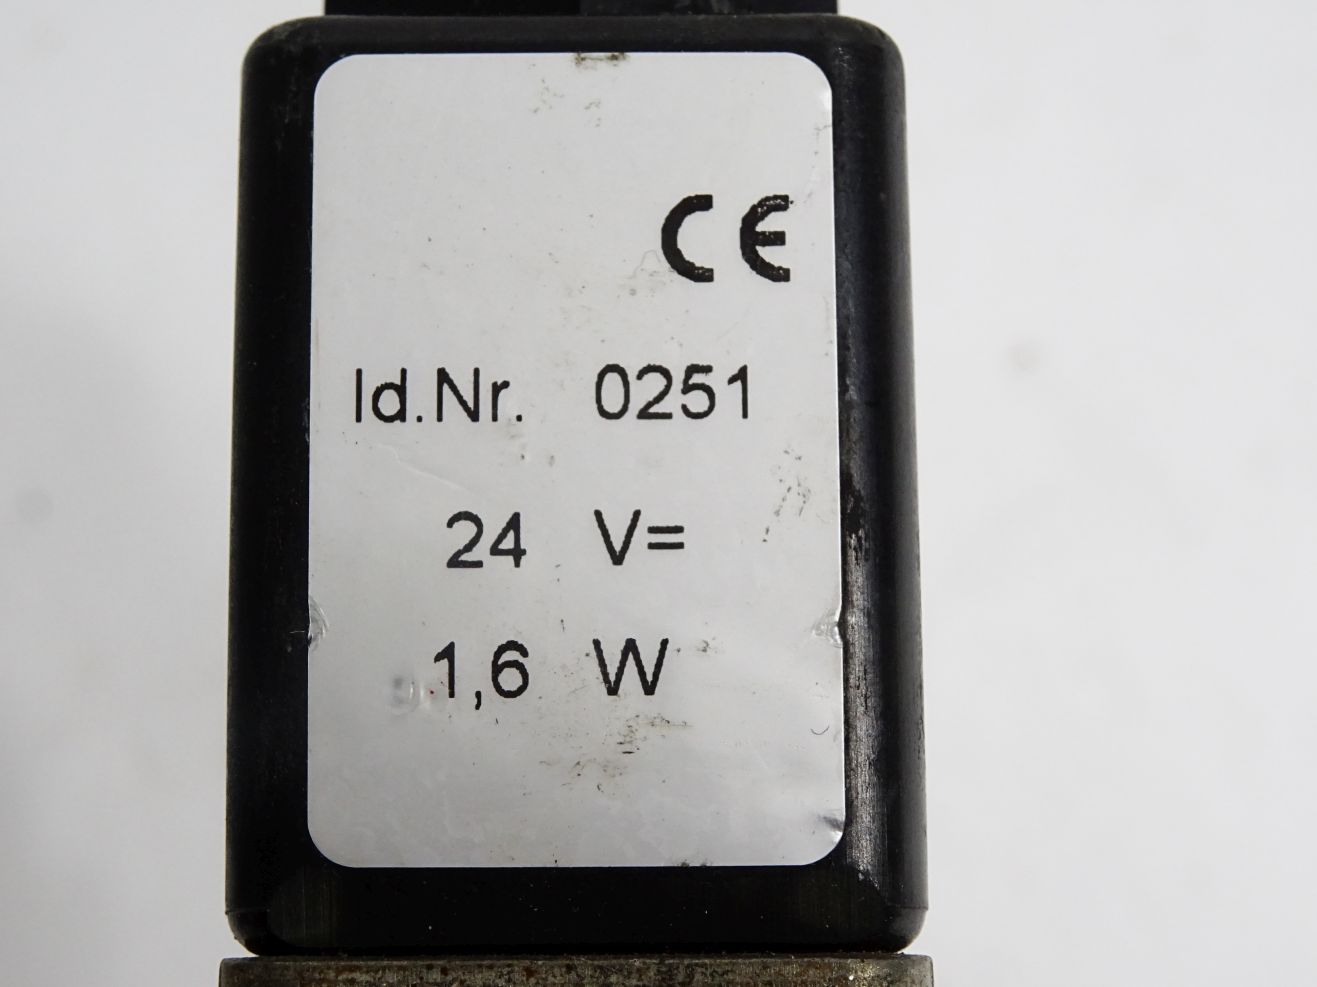 CE
Id.Nr. 0251
24 V=
1,6 W